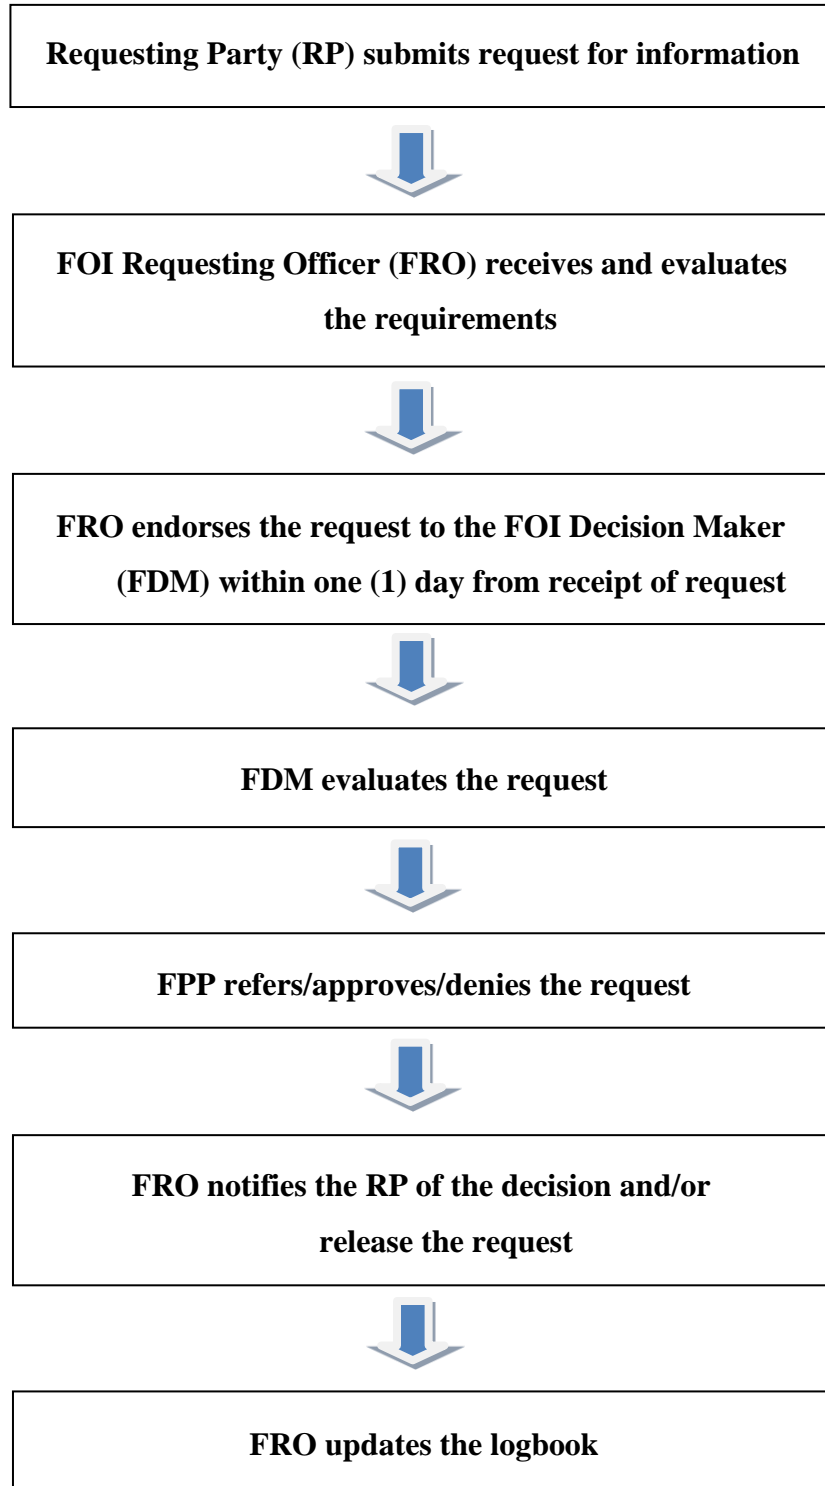 Requesting Party (RP) submits request for information
FOI Requesting Officer (FRO) receives and evaluates
the requirements
FRO endorses the request to the FOI Decision Maker
(FDM) within one (1) day from receipt of request
FDM evaluates the request
FPP refers/approves/denies the request
FRO notifies the RP of the decision and/or
release the request
FRO updates the logbook